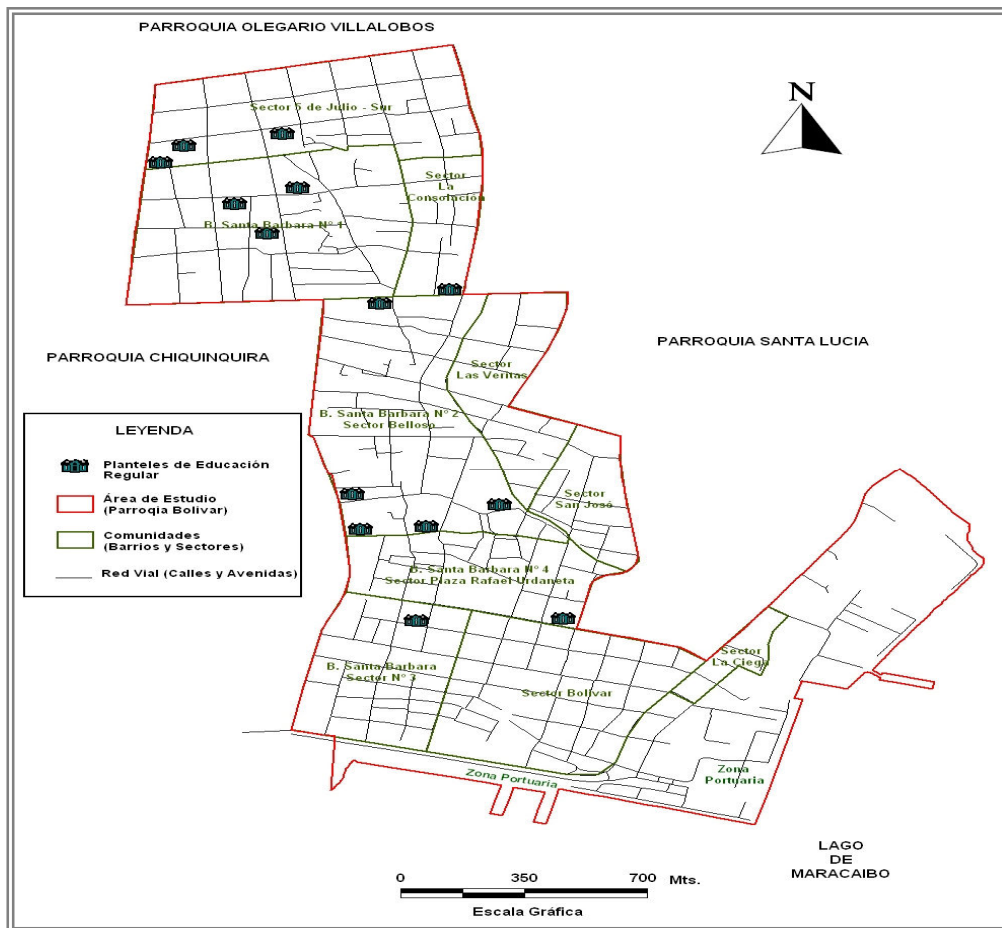 PARROQUIA OLEGARIO VILLALOBOS
N
Sector 5 de Julio - Sur
Sector
La
Consolación
B. Santa Barbara Nº 1
PARROQUIA CHIQUINQUIRA
PARROQUIA SANTA LUCIA
Sector
Las Veritas
B. Santa Barbara Nº 2
Sector Belloso
LEYENDA
Planteles de Educación
Regular
Área de Estudio
(Parroqia Bolívar)
Comunidades
(Barrios y Sectores)
Red Vial (Calles y Avenidas)
Sector
San José
B. Santa Barbara Nº 4
Sector Plaza Rafael Urdaneta
B. Santa Barbara
Sector Nº 3
Sector Bolívar
Sector
La Ciega
Zona Portuaria
Zona
Portuaria
LAGO
DE
MARACAIBO
0 350 700 Mts.
Escala Gráfica